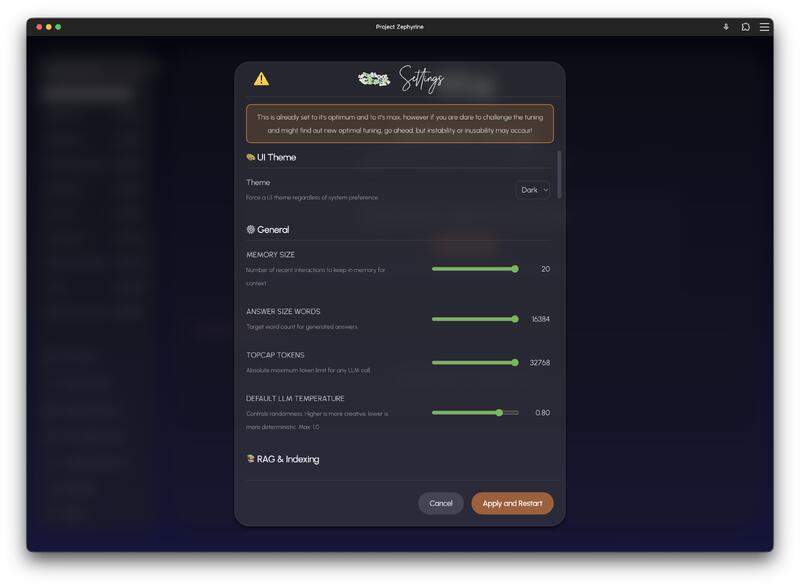 Project Zephyrine
Settings
This is already set to it's optimum and to it's max, however if you are dare to challenge the tuning
and might find out new optimal tuning, go ahead, but instability or inusability may occour!
UI Theme
Theme
Dark
Force a UI theme regardless of system preference.
General
MEMORY SIZE
Number of recent interactions to keep in memory for
context.
20
ANSWER SIZE WORDS
Target word count for generated answers.
16384
TOPCAP TOKENS
Absolute maximum token limit for any LLM call.
32768
DEFAULT LLM TEMPERATURE
Controls randomness. Higher is more creative, lower is
more deterministic. Max: 1.0
0.80
RAG & Indexing
Cancel
Apply and Restart